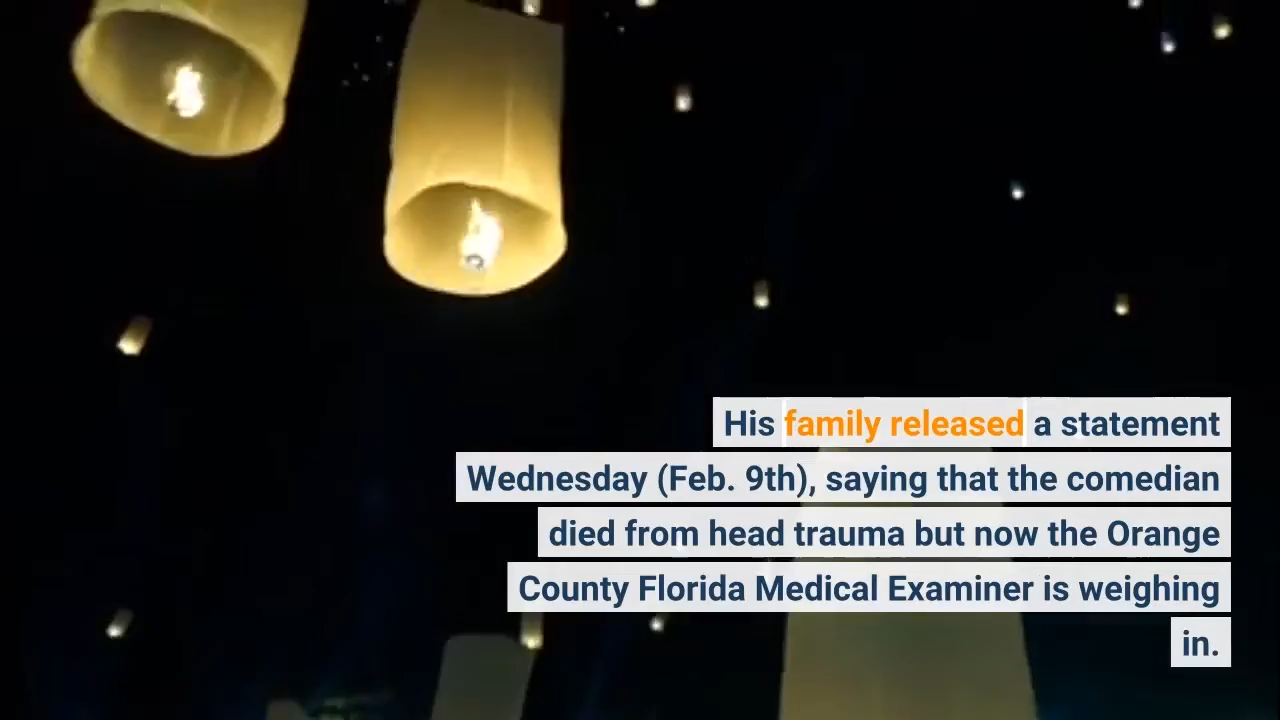 His family released a statement
Wednesday (Feb. 9th), saying that the comedian
died from head trauma but now the Orange
County Florida Medical Examiner is weighing
in.